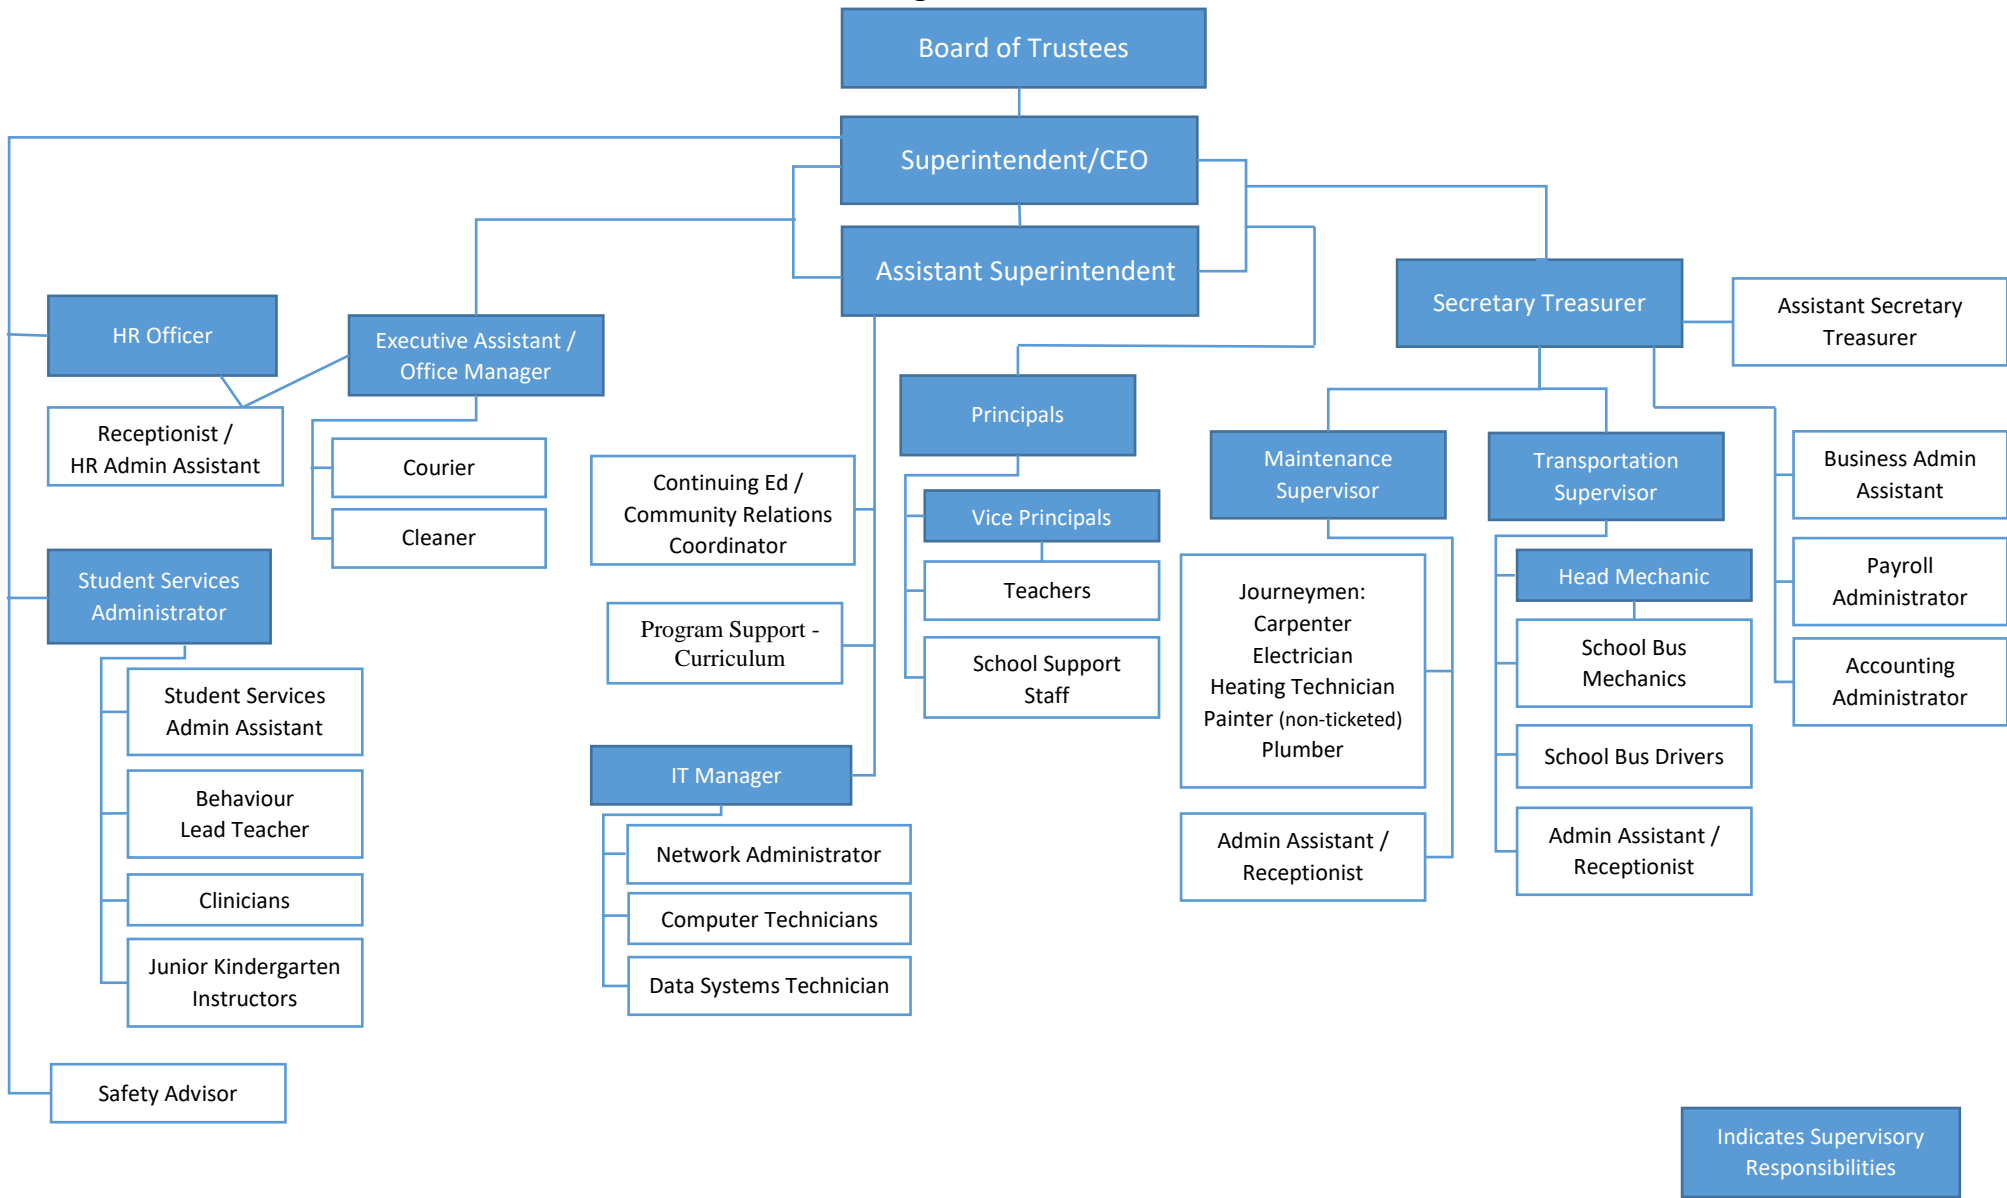 Board of Trustees
Superintendent/CEO
Assistant Superintendent
HR Officer
Executive Assistant /
Office Manager
Receptionist /
HR Admin Assistant
Courier
Cleaner
Student Services
Administrator
Student Services
Admin Assistant
Behaviour
Lead Teacher
Clinicians
Junior Kindergarten
Instructors
Safety Advisor
Continuing Ed /
Community Relations
Coordinator
Program Support -
Curriculum
IT Manager
Network Administrator
Computer Technicians
Data Systems Technician
Principals
Vice Principals
Teachers
School Support
Staff
Secretary Treasurer
Assistant Secretary
Treasurer
Maintenance
Supervisor
Journeymen:
Carpenter
Electrician
Heating Technician
Painter (non-ticketed)
Plumber
Admin Assistant /
Receptionist
Transportation
Supervisor
Head Mechanic
School Bus
Mechanics
School Bus Drivers
Admin Assistant /
Receptionist
Business Admin
Assistant
Payroll
Administrator
Accounting
Administrator
Indicates Supervisory
Responsibilities